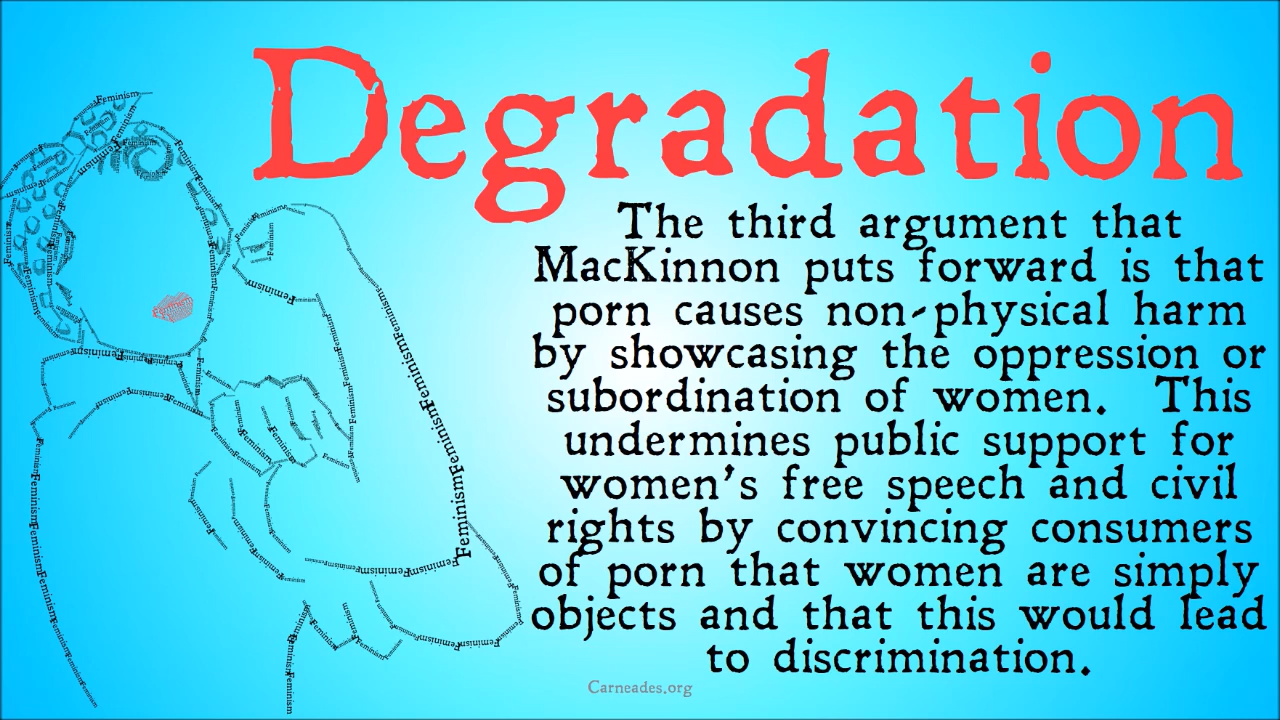 Degradation
The third argument that
MacKinnon puts forward is that
porn causes non-physical harm
by showcasing the oppression or
subordination of women.  This
undermines public support for
women's free speech and civil
rights by convincing consumers
of porn that women are simply
objects and that this would lead
to discrimination.
Carneades.org
Feminism